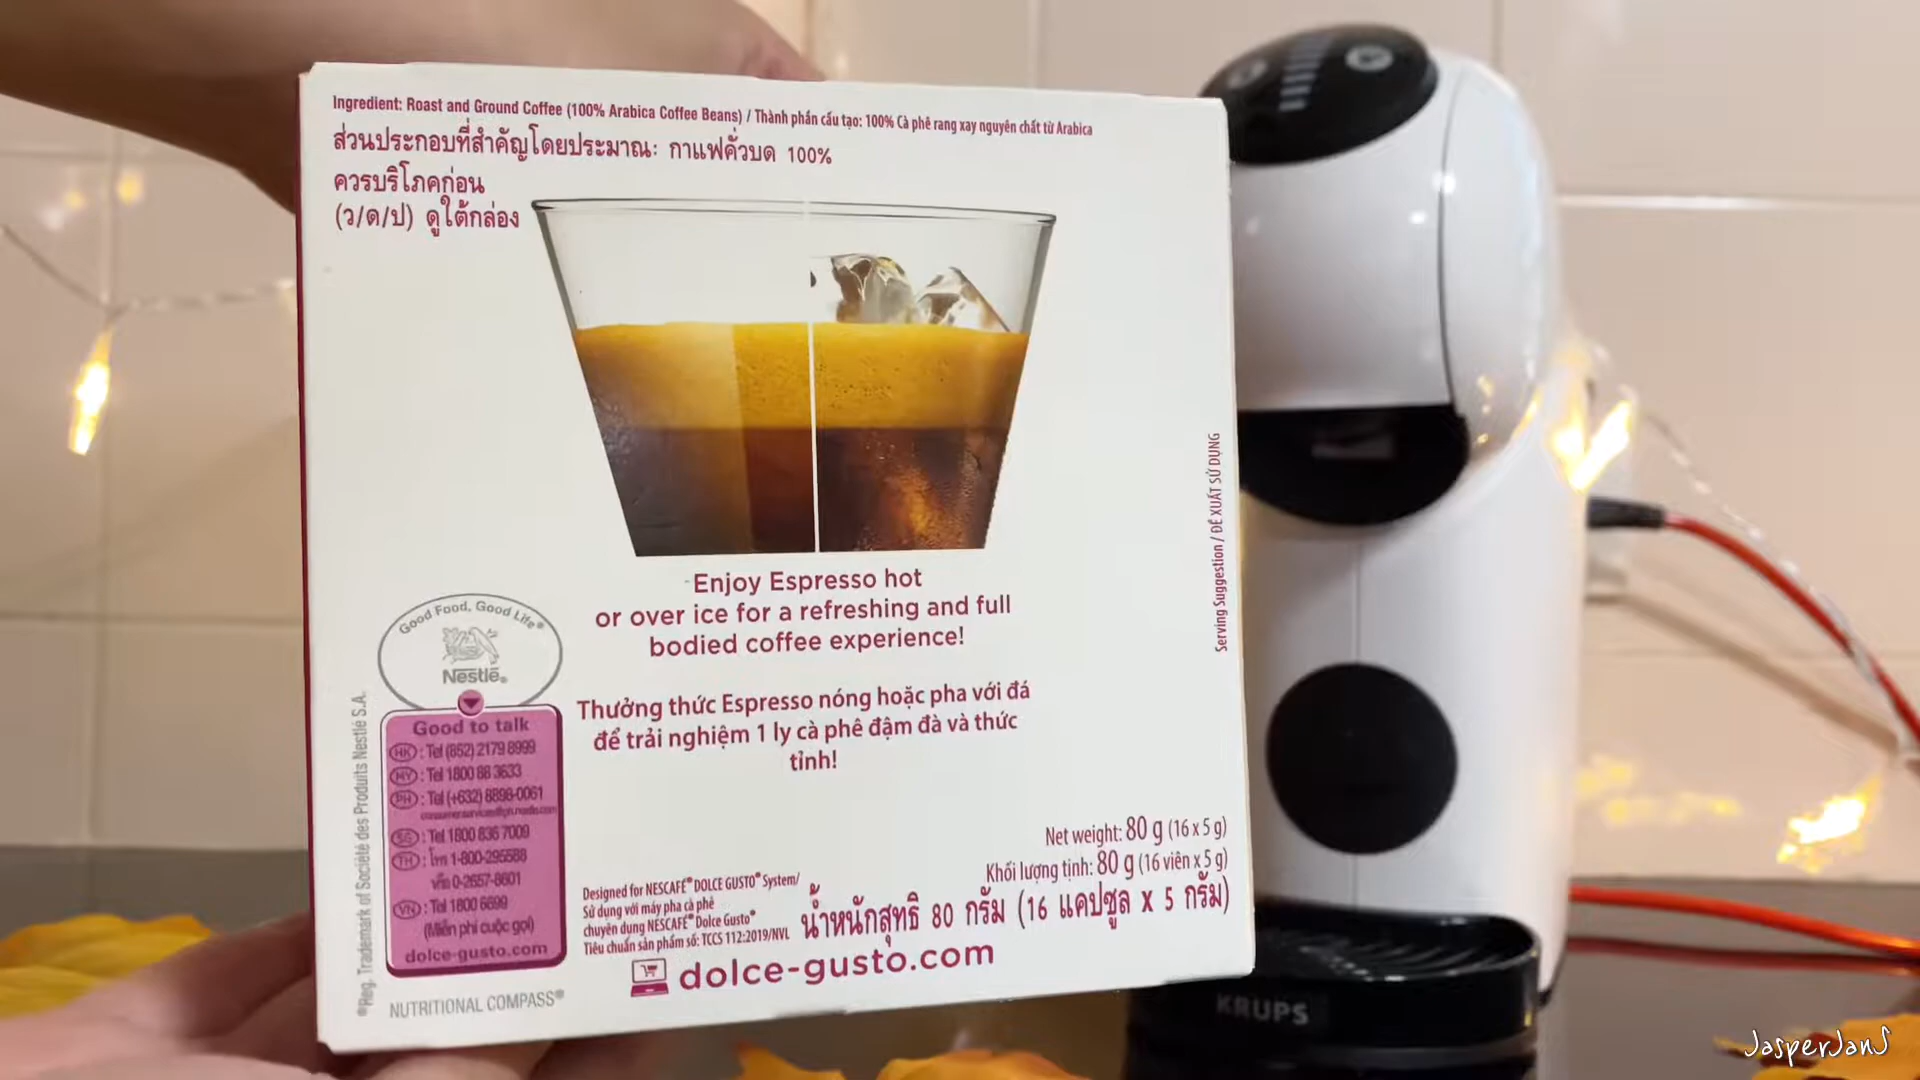 Ingredient: Roast and Ground Coffee (100% Arabica Coffee Beans) / Thành phần cấu tạo: 100% Cà phê rang xay nguyên chất từ Arabica
ส่วนประกอบที่สำคัญโดยประมาณ: กาแฟคั่วบด 100%
ควรบริโภคก่อน
(ว/ด/ป) ดูใต้กล่อง
Enjoy Espresso hot
or over ice for a refreshing and full
bodied coffee experience!
Thưởng thức Espresso nóng hoặc pha với đá
để trải nghiệm 1 ly cà phê đậm đà và thức
tỉnh!
Serving Suggestion / ĐỀ XUẤT SỬ DỤNG
Good Food, Good Life®
Nestlé®
Good to talk
HK : Tel (852) 2179 8999
MY : Tel 1800 88 3633
PH : Tel (+632) 8898-0061
SG : Tel 1800 836 7009
TH : โทร 1-800-295588
หรือ 0-2657-8601
VN : Tel 1800 6699
(Miễn phí cuộc gọi)
dolce-gusto.com
NUTRITIONAL COMPASS®
®Reg. Trademark of Société des Produits Nestlé S.A.
Net weight: 80 g (16 x 5 g)
Khối lượng tịnh: 80 g (16 viên x 5 g)
น้ำหนักสุทธิ 80 กรัม (16 แคปซูล x 5 กรัม)
Designed for NESCAFÉ® DOLCE GUSTO® System/
Sử dụng với máy pha cà phê
chuyên dụng NESCAFÉ® Dolce Gusto®
Tiêu chuẩn sản phẩm số: TCCS 112:2019/NVL
dolce-gusto.com
KRUPS
JasperJanS